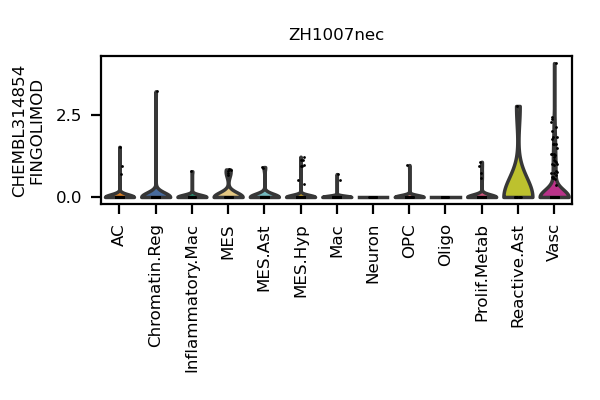 ZH1007nec
CHEMBL314854
FINGOLIMOD
2.5
0.0
AC
Chromatin.Reg
Inflammatory.Mac
MES
MES.Ast
MES.Hyp
Mac
Neuron
OPC
Oligo
Prolif.Metab
Reactive.Ast
Vasc